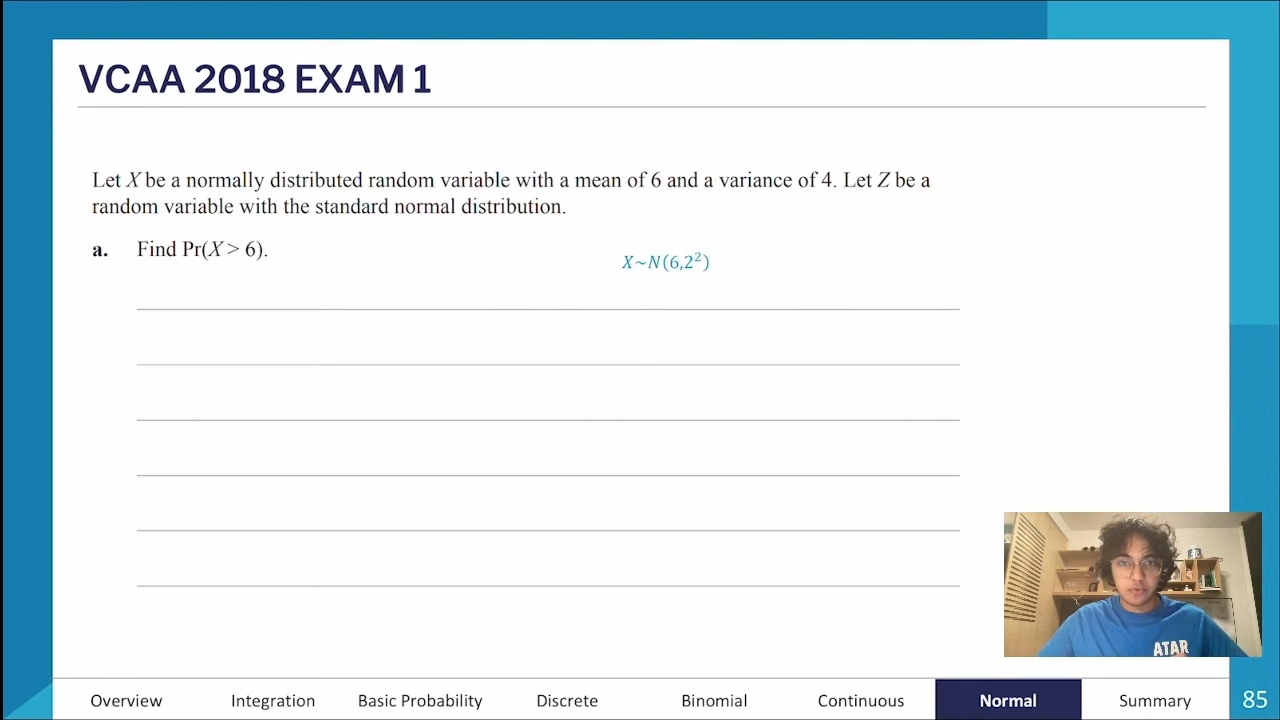 VCAA 2018 EXAM 1
Let X be a normally distributed random variable with a mean of 6 and a variance of 4. Let Z be a
random variable with the standard normal distribution.
a. Find Pr(X > 6).
X~N(6,2²)
ATAR
Overview Integration Basic Probability Discrete Binomial Continuous Normal Summary 85